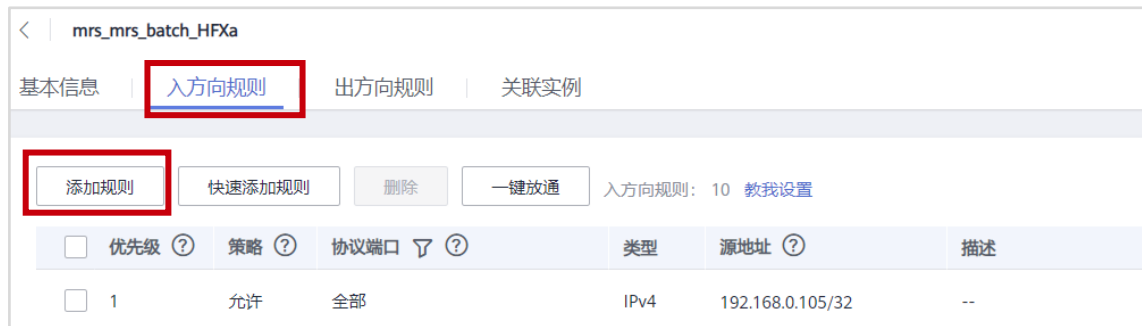 mrs_mrs_batch_HFXa
基本信息 入方向规则 出方向规则 关联实例
添加规则 快速添加规则 删除 一键放通 入方向规则: 10 教我设置
优先级 策略 协议端口 类型 源地址 描述
1 允许 全部 IPv4 192.168.0.105/32 --